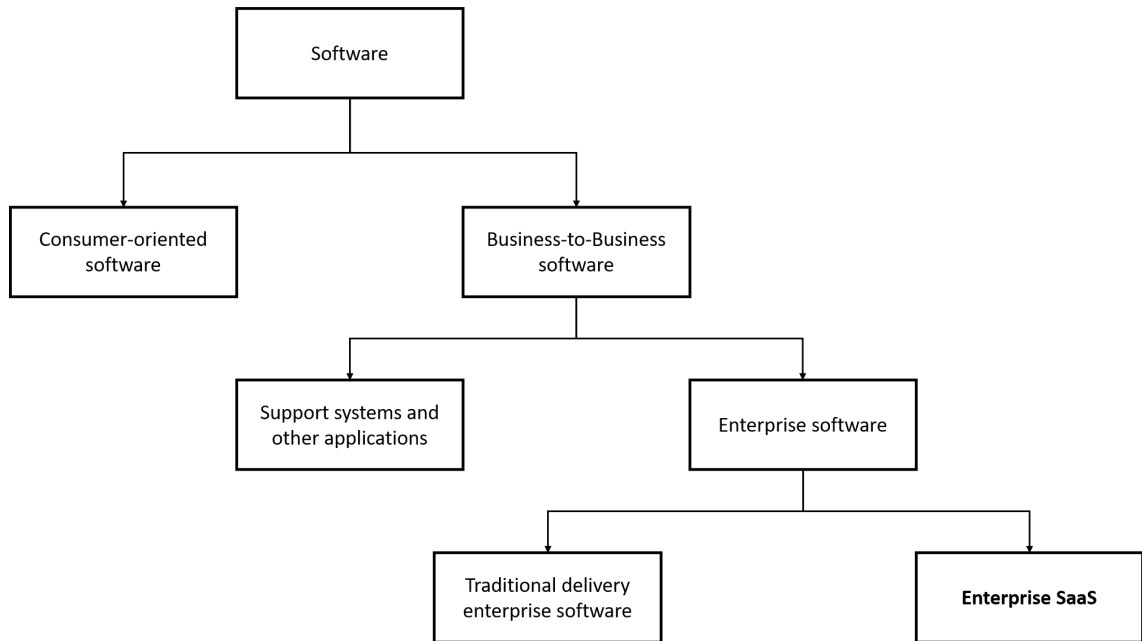 Software
Consumer-oriented
software
Business-to-Business
software
Support systems and
other applications
Enterprise software
Traditional delivery
enterprise software
Enterprise SaaS